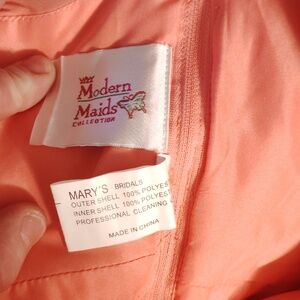 Modern
Maids
COLLECTION
MARY'S BRIDALS
OUTER SHELL 100% POLYES
INNER SHELL 100% POLYES
PROFESSIONAL CLEANING
MADE IN CHINA